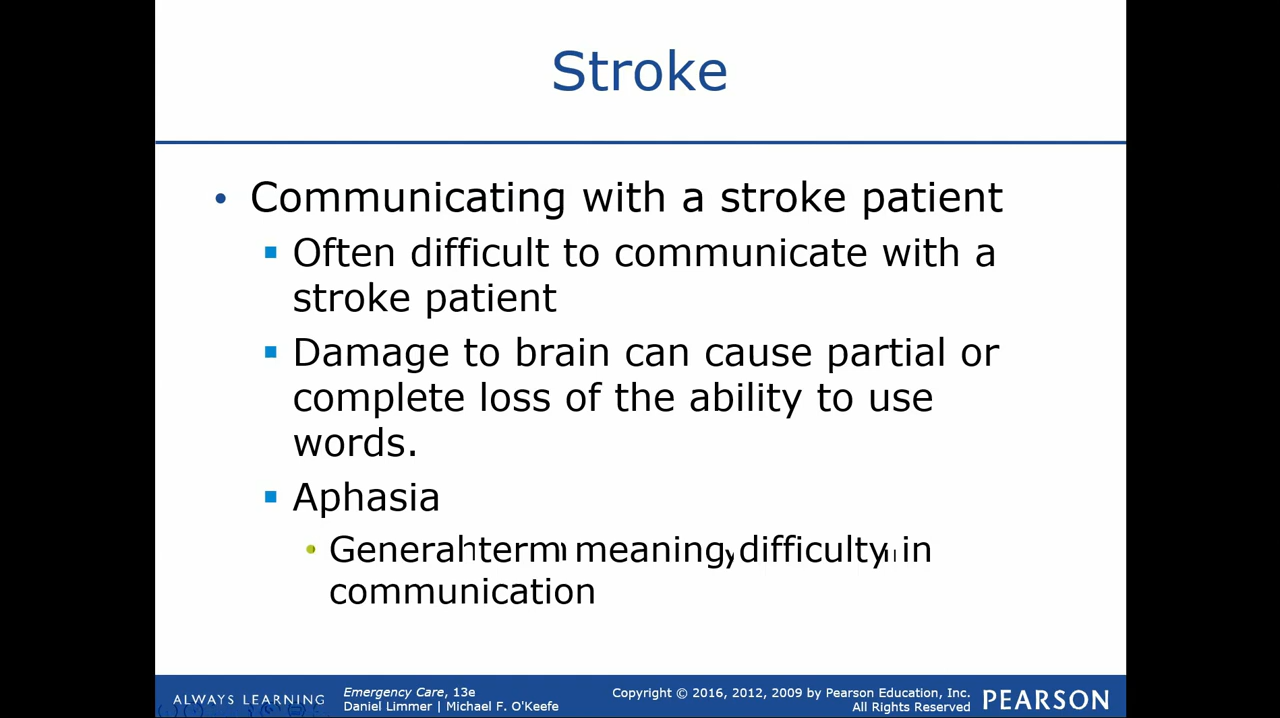 Stroke
• Communicating with a stroke patient
▪ Often difficult to communicate with a
stroke patient
▪ Damage to brain can cause partial or
complete loss of the ability to use
words.
▪ Aphasia
• General term meaning difficulty in
communication
ALWAYS LEARNING
Emergency Care, 13e
Daniel Limmer | Michael F. O'Keefe
Copyright © 2016, 2012, 2009 by Pearson Education, Inc.
All Rights Reserved
PEARSON